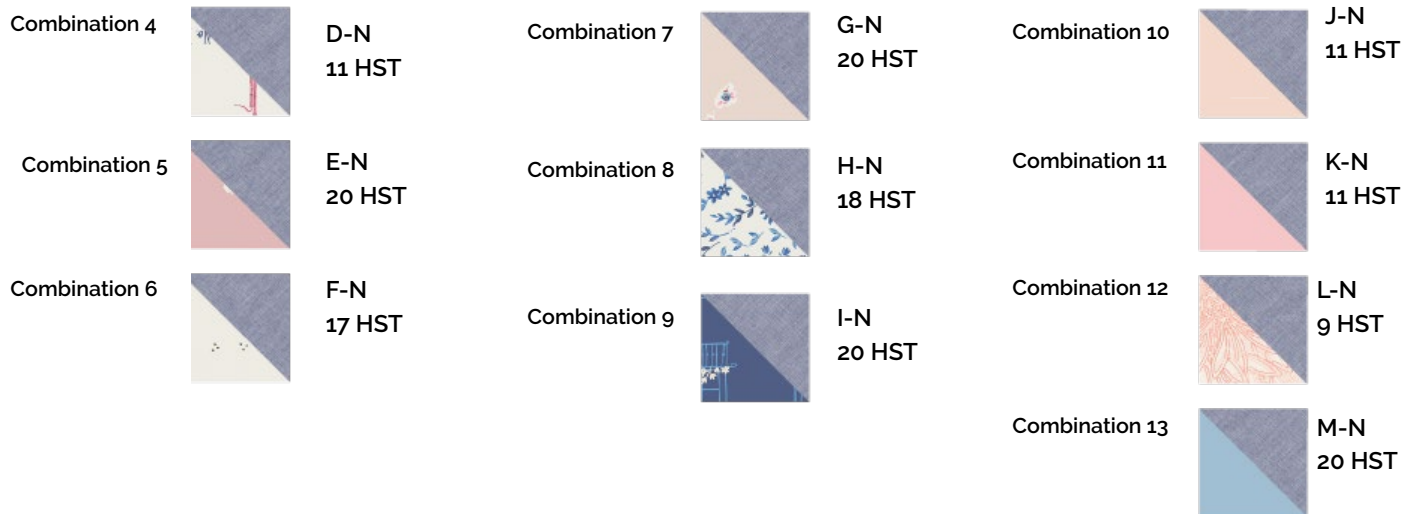 Combination 4
D-N
11 HST
Combination 5
E-N
20 HST
Combination 6
F-N
17 HST
Combination 7
G-N
20 HST
Combination 8
H-N
18 HST
Combination 9
I-N
20 HST
Combination 10
J-N
11 HST
Combination 11
K-N
11 HST
Combination 12
L-N
9 HST
Combination 13
M-N
20 HST